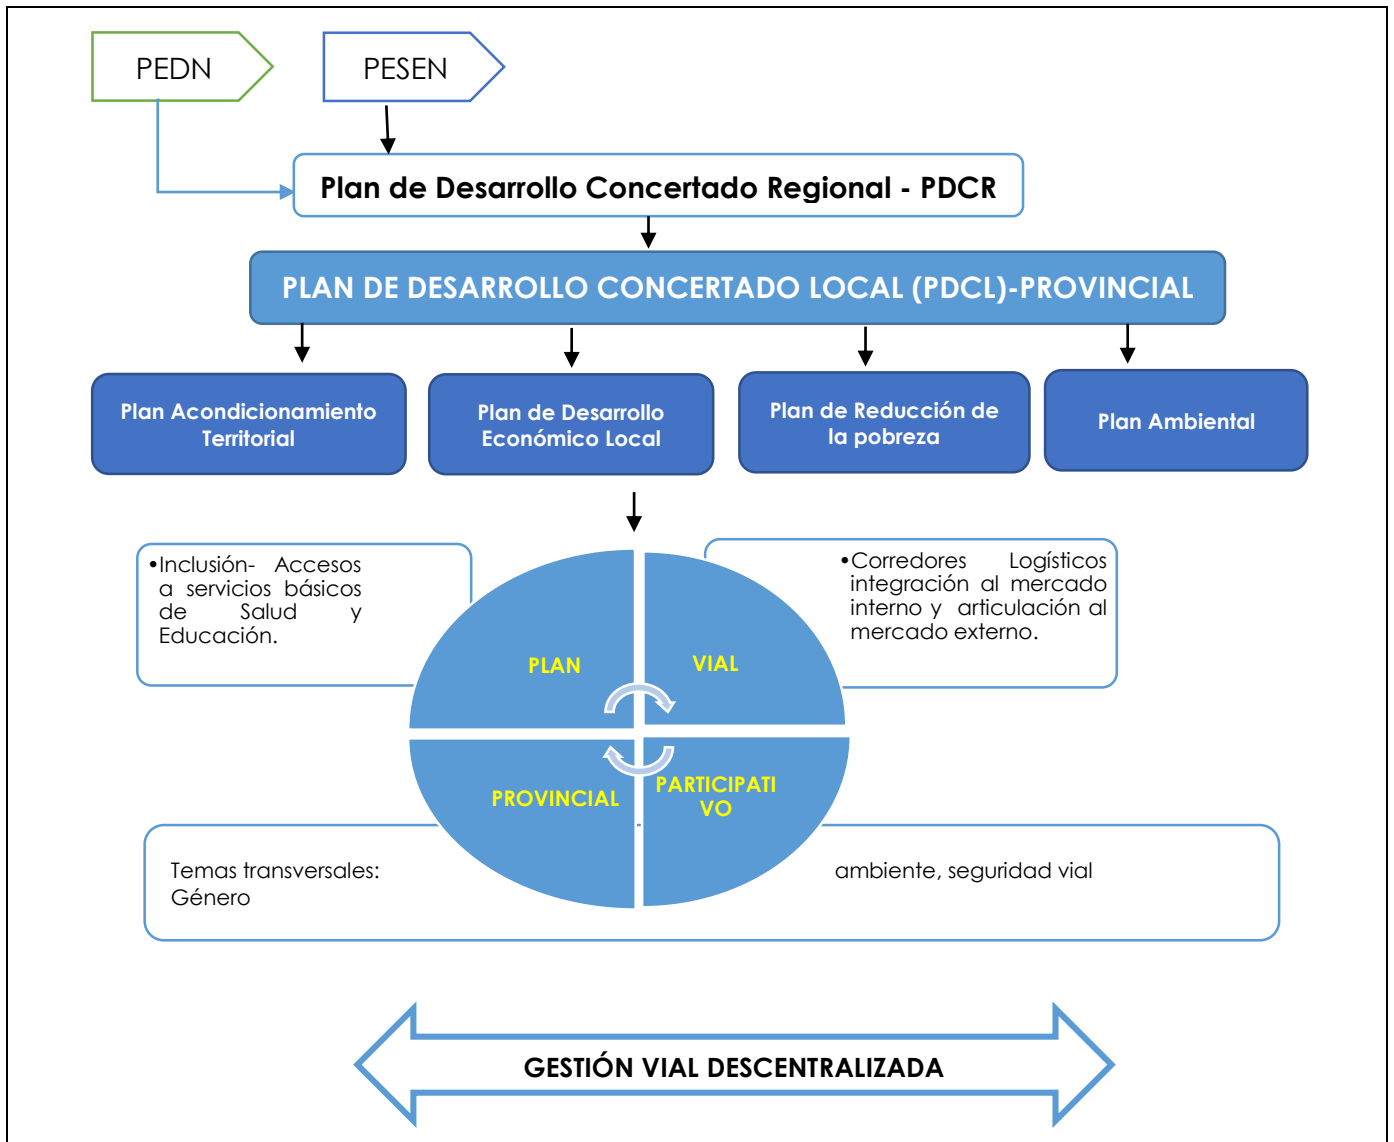 PEDN
PESEN
Plan de Desarrollo Concertado Regional - PDCR
PLAN DE DESARROLLO CONCERTADO LOCAL (PDCL)-PROVINCIAL
Plan Acondicionamiento
Territorial
Plan de Desarrollo
Económico Local
Plan de Reducción de
la pobreza
Plan Ambiental
•Inclusión- Accesos
a servicios básicos
de Salud y
Educación.
•Corredores Logísticos
integración al mercado
interno y articulación al
mercado externo.
PLAN
VIAL
PROVINCIAL
PARTICIPATI
VO
Temas transversales: ambiente, seguridad vial
Género
GESTIÓN VIAL DESCENTRALIZADA